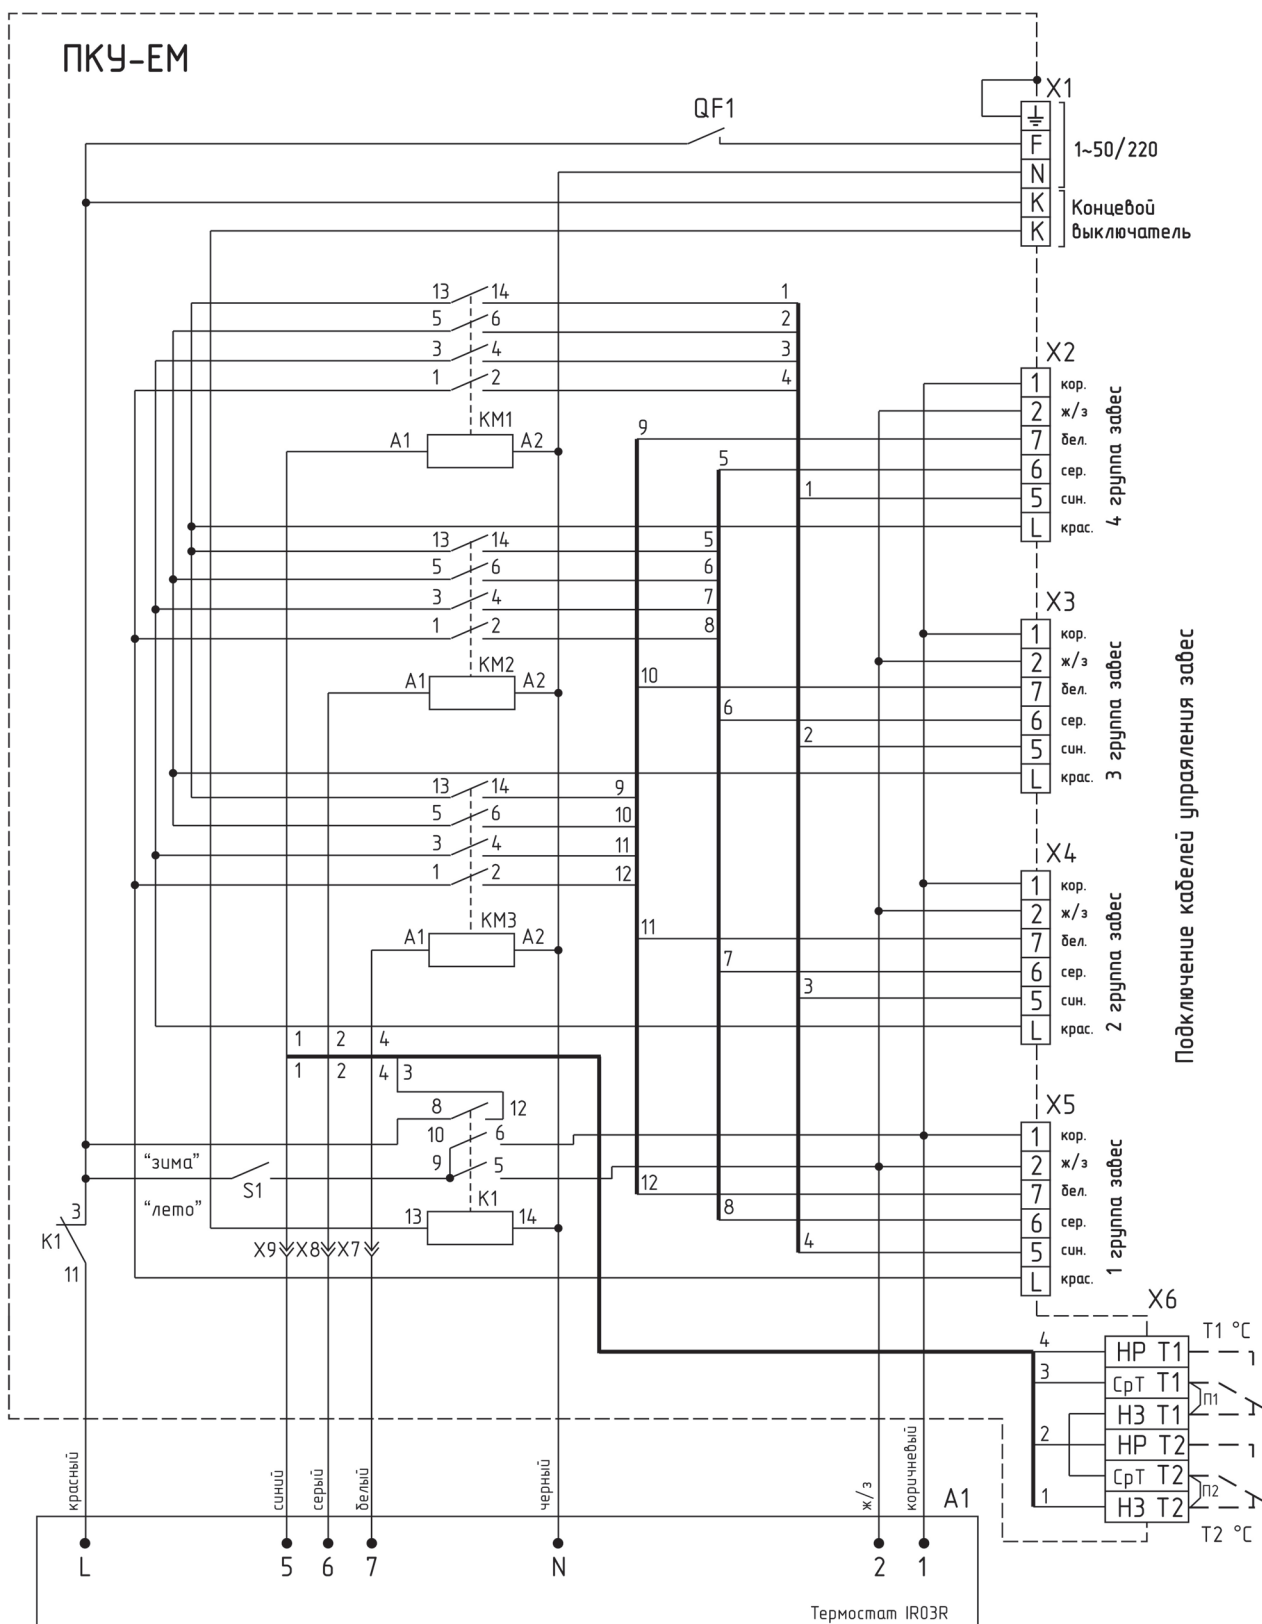 ПКУ-ЕМ
X1
QF1
F
N
K
K
1~50/220
Концевой
выключатель
13 14 1
5 6 2
3 4 3
1 2 4
KM1
A1 A2
X2
1 кор.
2 ж/з
9 7 бел.
5 6 сер.
1 5 син.
L крас.
4 группа завес
13 14 5
5 6 6
3 4 7
1 2 8
KM2
A1 A2
X3
1 кор.
2 ж/з
10 7 бел.
6 6 сер.
2 5 син.
L крас.
3 группа завес
Подключение кабелей упраяления завес
13 14 9
5 6 10
3 4 11
1 2 12
KM3
A1 A2
X4
1 кор.
2 ж/з
11 7 бел.
7 6 сер.
3 5 син.
L крас.
2 группа завес
1 2 4
1 2 4 3
8 12
10 6
9 5
"зима"
S1
"лето"
K1
13 14
3
K1
11
X9 X8 X7
X5
1 кор.
2 ж/з
12 7 бел.
8 6 сер.
4 5 син.
L крас.
1 группа завес
X6
T1 °C
4 НР T1
3 СрТ T1
П1
НЗ T1
2 НР T2
СрТ T2
П2
1 НЗ T2
T2 °C
красный
синий
серый
белый
черный
ж/з
коричневый
A1
L 5 6 7 N 2 1
Термостат IR03R